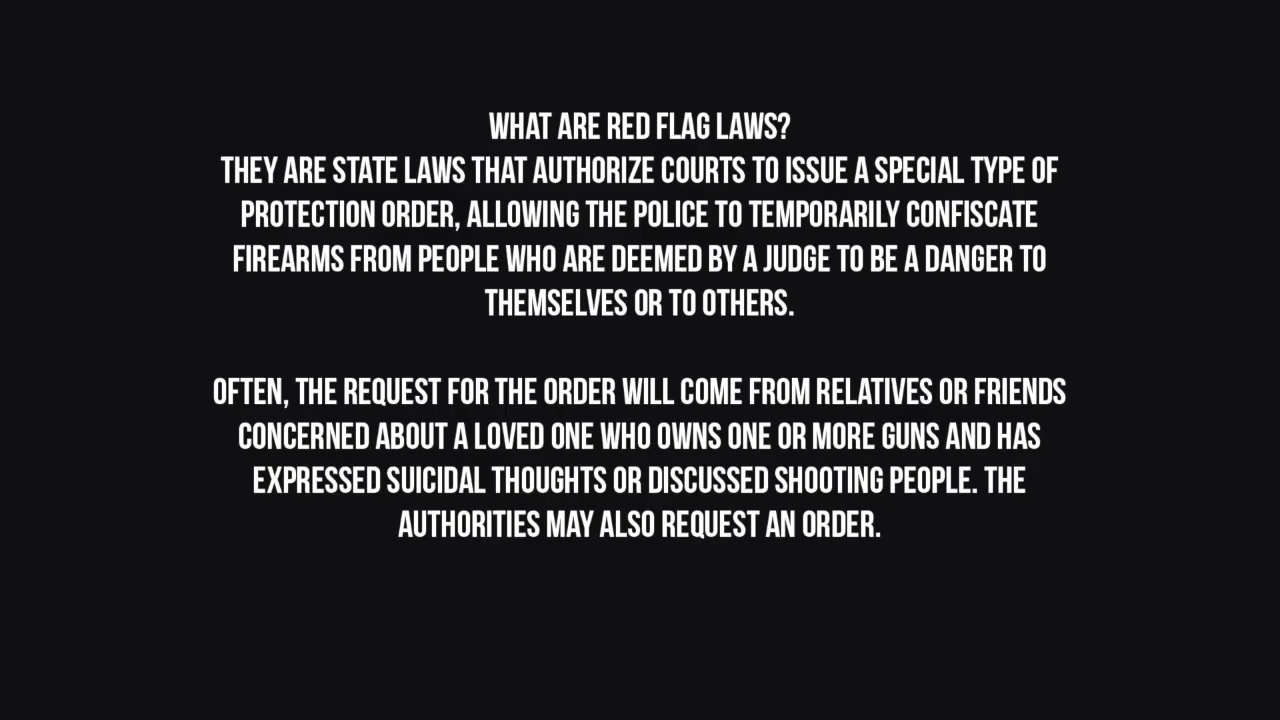 WHAT ARE RED FLAG LAWS?
THEY ARE STATE LAWS THAT AUTHORIZE COURTS TO ISSUE A SPECIAL TYPE OF
PROTECTION ORDER, ALLOWING THE POLICE TO TEMPORARILY CONFISCATE
FIREARMS FROM PEOPLE WHO ARE DEEMED BY A JUDGE TO BE A DANGER TO
THEMSELVES OR TO OTHERS.
OFTEN, THE REQUEST FOR THE ORDER WILL COME FROM RELATIVES OR FRIENDS
CONCERNED ABOUT A LOVED ONE WHO OWNS ONE OR MORE GUNS AND HAS
EXPRESSED SUICIDAL THOUGHTS OR DISCUSSED SHOOTING PEOPLE. THE
AUTHORITIES MAY ALSO REQUEST AN ORDER.